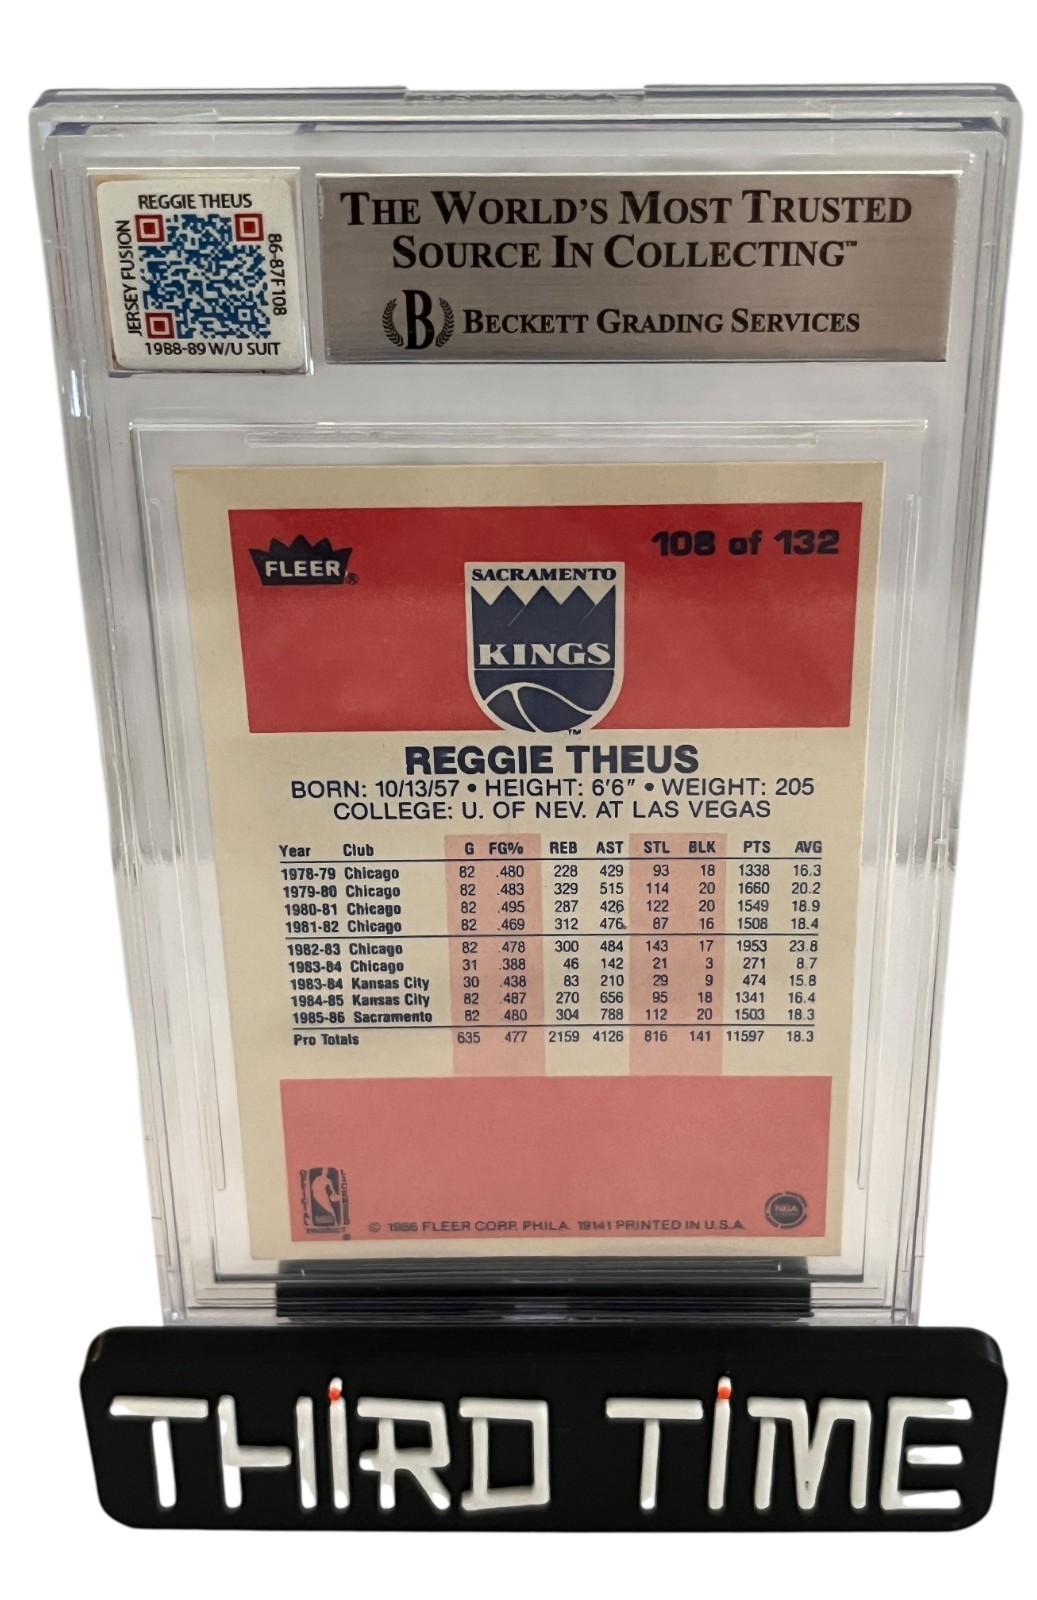 REGGIE THEUS
JERSEY FUSION
86-87F108
1988-89 W/U SUIT
THE WORLD'S MOST TRUSTED
SOURCE IN COLLECTING™
B BECKETT GRADING SERVICES
FLEER®
108 of 132
SACRAMENTO
KINGS
TM
REGGIE THEUS
BORN: 10/13/57 • HEIGHT: 6'6" • WEIGHT: 205
COLLEGE: U. OF NEV. AT LAS VEGAS
Year Club G FG% REB AST STL BLK PTS AVG
1978-79 Chicago 82 .480 228 429 93 18 1338 16.3
1979-80 Chicago 82 .483 329 515 114 20 1660 20.2
1980-81 Chicago 82 .495 287 426 122 20 1549 18.9
1981-82 Chicago 82 .469 312 476 87 16 1508 18.4
1982-83 Chicago 82 .478 300 484 143 17 1953 23.8
1983-84 Chicago 31 .388 46 142 21 3 271 8.7
1983-84 Kansas City 30 .438 83 210 29 9 474 15.8
1984-85 Kansas City 82 .487 270 656 95 18 1341 16.4
1985-86 Sacramento 82 .480 304 788 112 20 1503 18.3
Pro Totals 635 477 2159 4126 816 141 11597 18.3
© 1986 FLEER CORP. PHILA. 19141 PRINTED IN U.S.A.
THIRD TIME